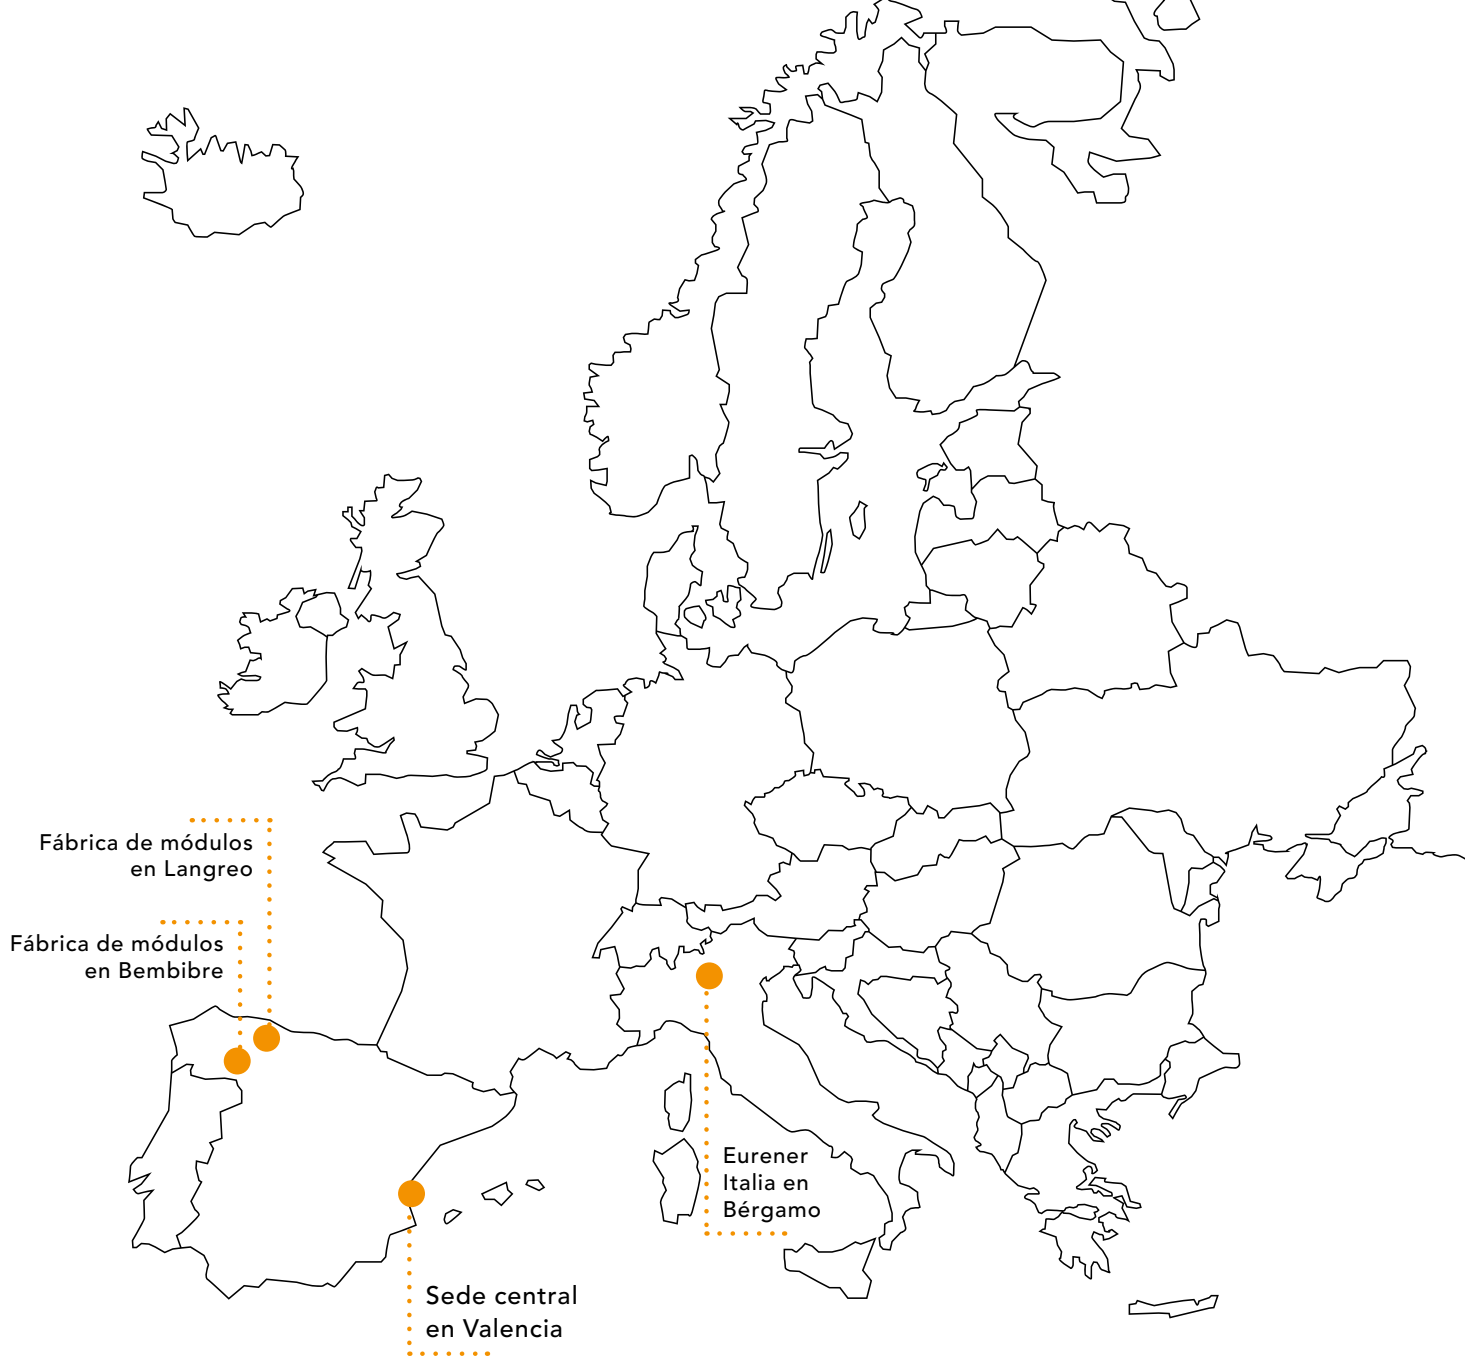 Fábrica de módulos
en Langreo
Fábrica de módulos
en Bembibre
Eurener
Italia en
Bérgamo
Sede central
en Valencia